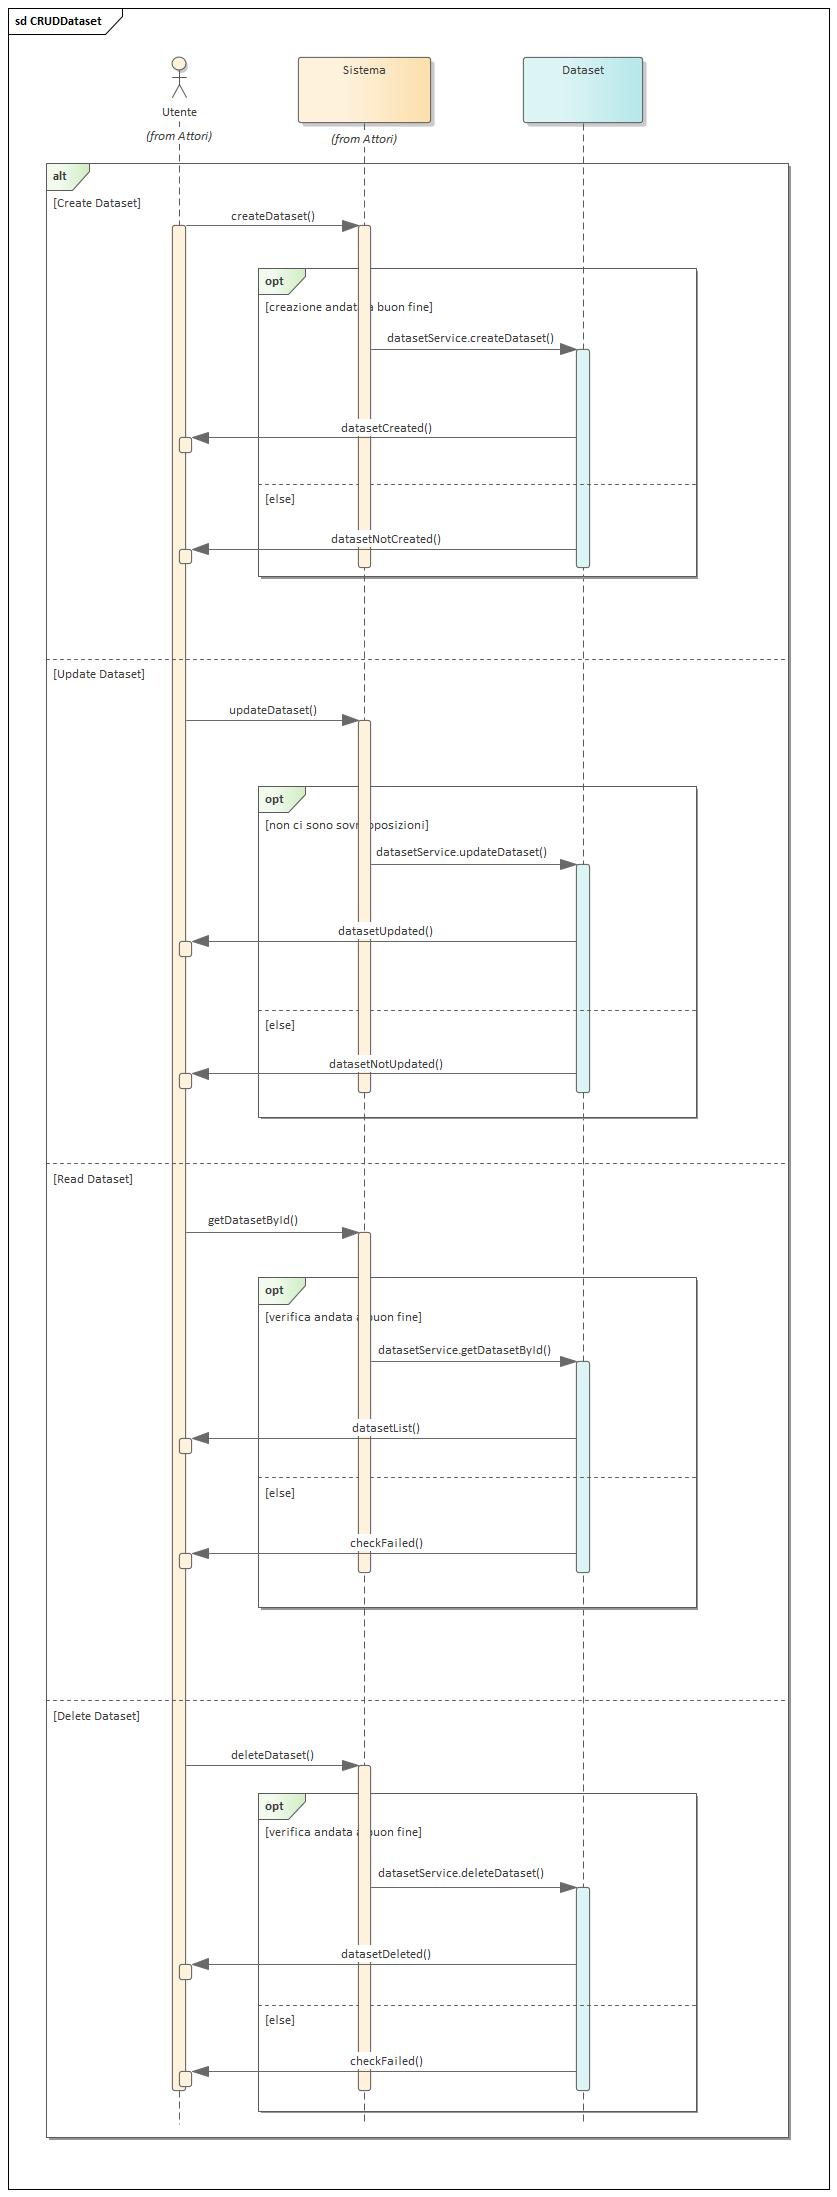 sd CRUDDataset
Sistema
Dataset
Utente
(from Attori)
(from Attori)
alt
[Create Dataset]
createDataset()
opt
[creazione andata a buon fine]
datasetService.createDataset()
datasetCreated()
[else]
datasetNotCreated()
[Update Dataset]
updateDataset()
opt
[non ci sono sovrapposizioni]
datasetService.updateDataset()
datasetUpdated()
[else]
datasetNotUpdated()
[Read Dataset]
getDatasetById()
opt
[verifica andata a buon fine]
datasetService.getDatasetById()
datasetList()
[else]
checkFailed()
[Delete Dataset]
deleteDataset()
opt
[verifica andata a buon fine]
datasetService.deleteDataset()
datasetDeleted()
[else]
checkFailed()